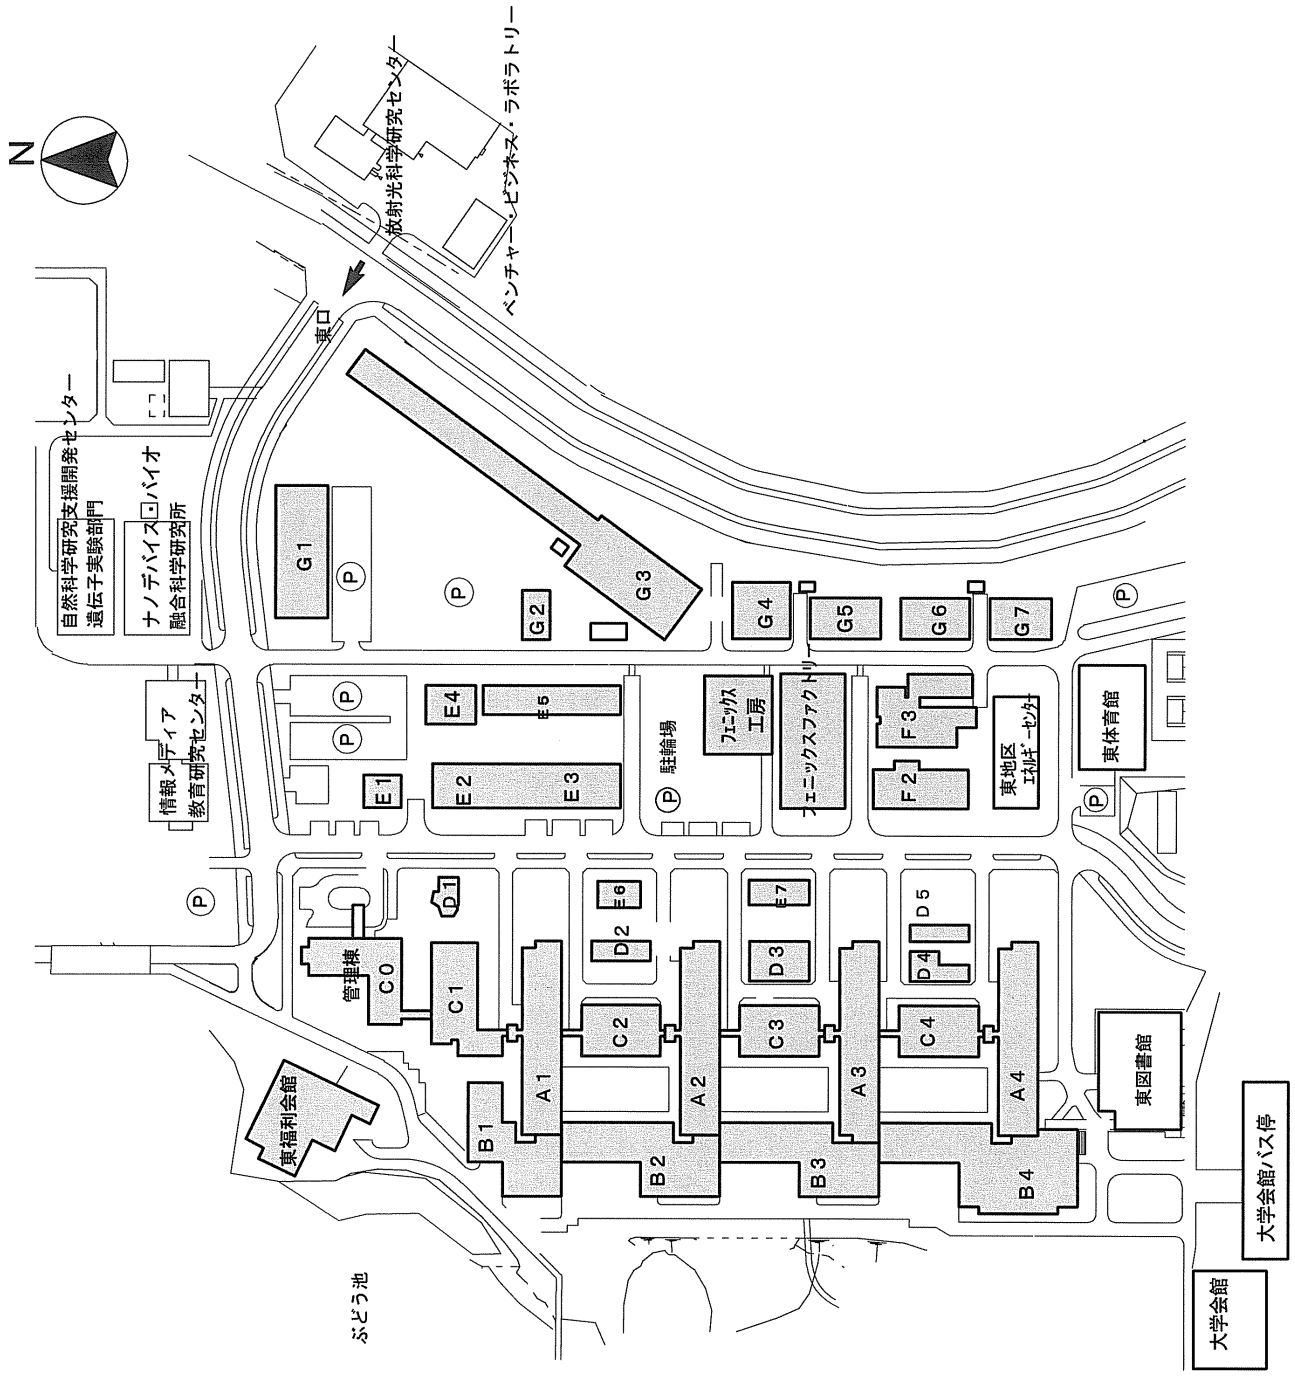 N
放射光科学研究センター
ベンチャー・ビジネス・ラボラトリー
東口
自然科学研究支援開発センター
遺伝子実験部門
ナノデバイス・バイオ
融合科学研究所
情報メディア
教育研究センター
G1
P
P
G2
G3
G4
G5
G6
G7
P
P
P
E4
E5
E1
E2
E3
駐輪場
P
フェニックス
工房
フェニックスファクトリー
F3
F2
東地区
エネルギーセンター
東体育館
P
P
管理棟
C0
C1
D1
E6
D2
E7
D3
D5
D4
C2
C3
C4
A1
A2
A3
A4
B1
B2
B3
B4
東福利会館
東図書館
ぶどう池
大学会館バス停
大学会館